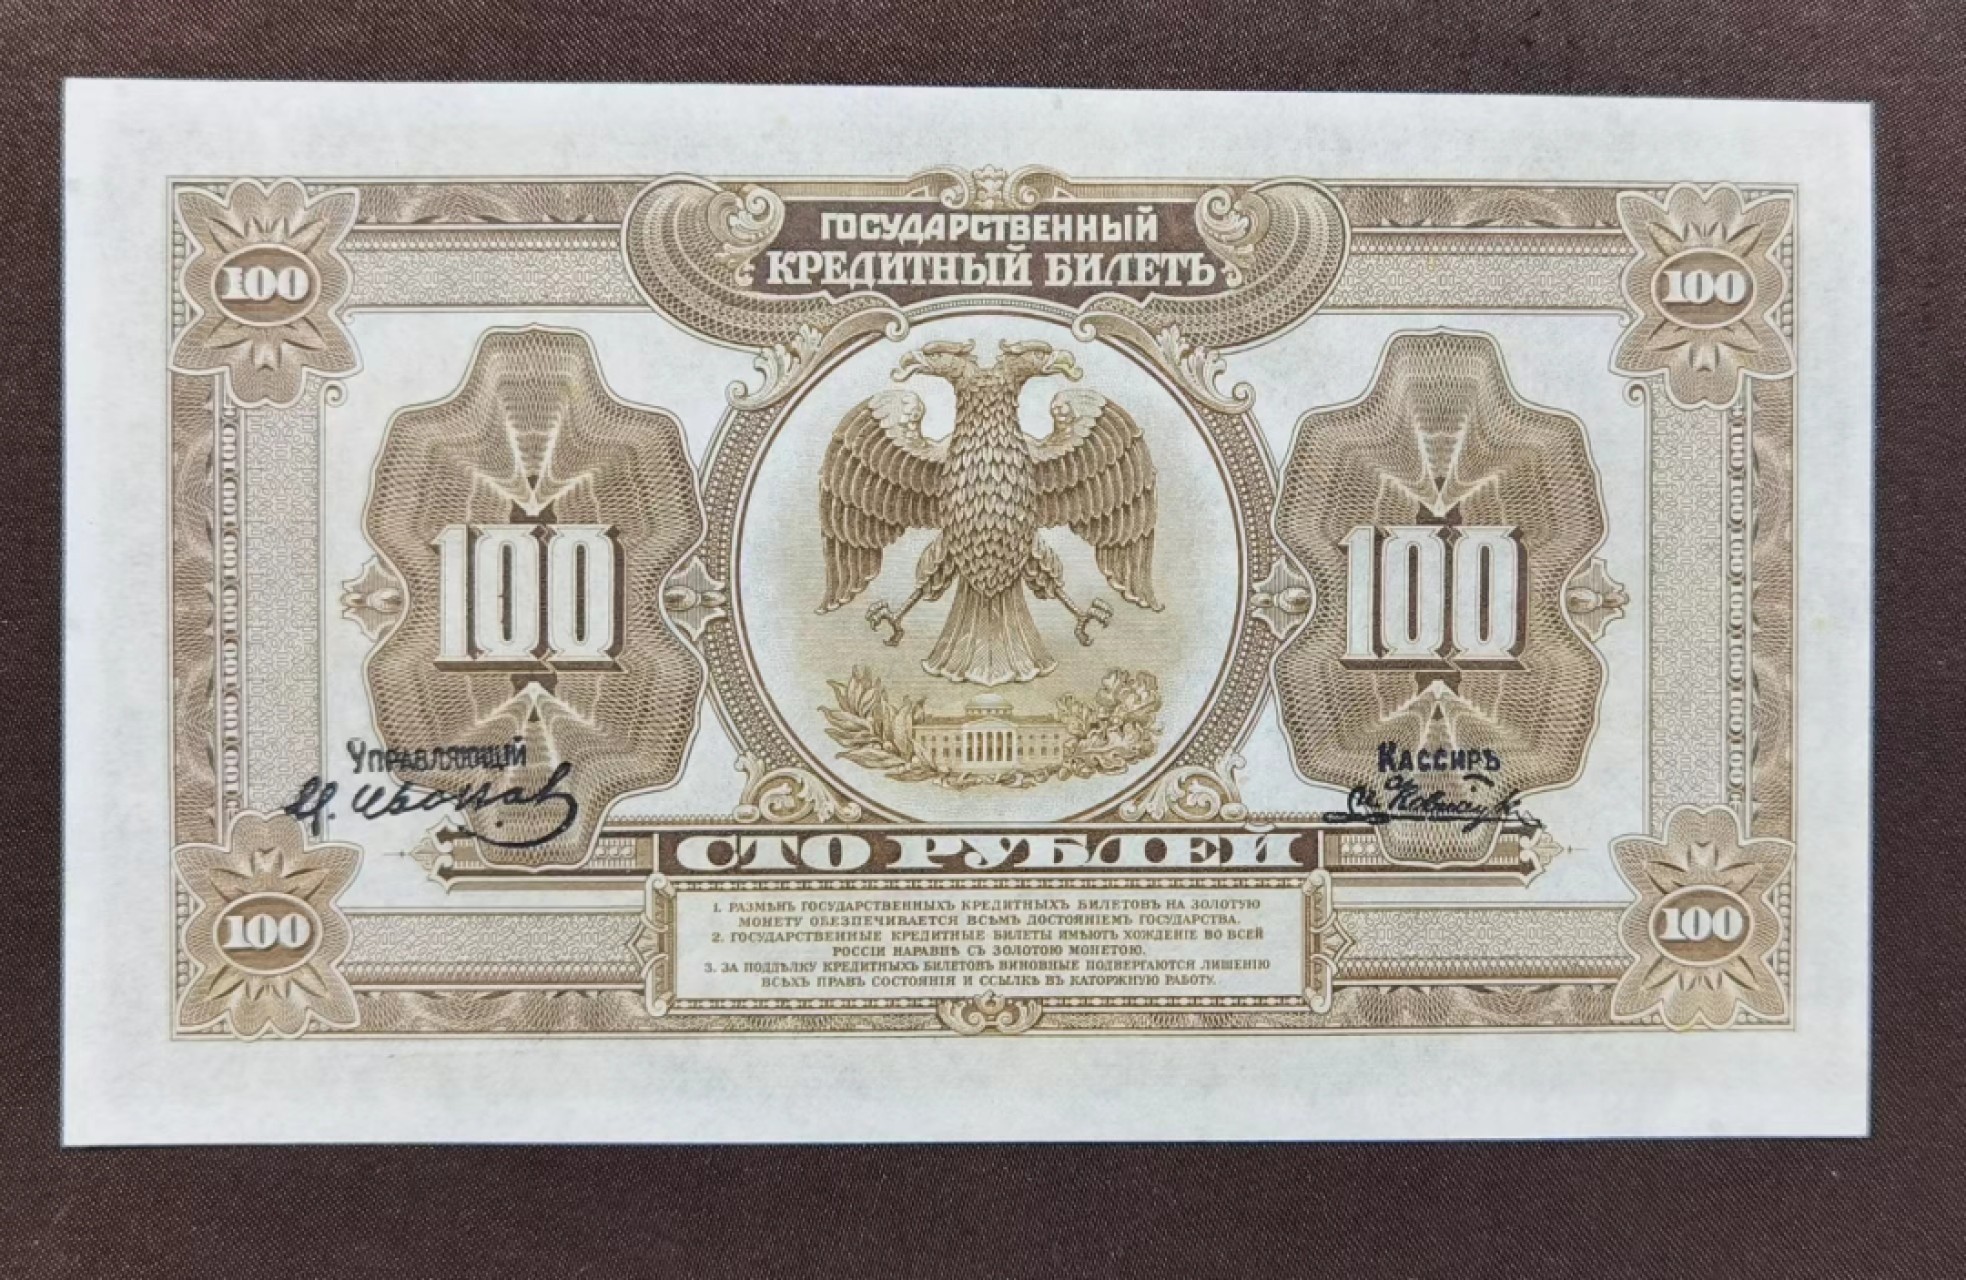 ГОСУДАРСТВЕННЫЙ
КРЕДИТНЫЙ БИЛЕТЪ
100 100
100 100
УПРАВЛЯЮЩИЙ КАССИРЪ
СТО РУБЛЕЙ
1. РАЗМѢНЪ ГОСУДАРСТВЕННЫХЪ КРЕДИТНЫХЪ БИЛЕТОВЪ НА ЗОЛОТУЮ
МОНЕТУ ОБЕЗПЕЧИВАЕТСЯ ВСѢМЪ ДОСТОЯНІЕМЪ ГОСУДАРСТВА.
2. ГОСУДАРСТВЕННЫЕ КРЕДИТНЫЕ БИЛЕТЫ ИМѢЮТЪ ХОЖДЕНІЕ ВО ВСЕЙ
РОССІИ НАРАВНѢ СЪ ЗОЛОТОЮ МОНЕТОЮ.
3. ЗА ПОДДѢЛКУ КРЕДИТНЫХЪ БИЛЕТОВЪ ВИНОВНЫЕ ПОДВЕРГАЮТСЯ ЛИШЕНІЮ
ВСѢХЪ ПРАВЪ СОСТОЯНІЯ И ССЫЛКѢ ВЪ КАТОРЖНУЮ РАБОТУ.
100 100